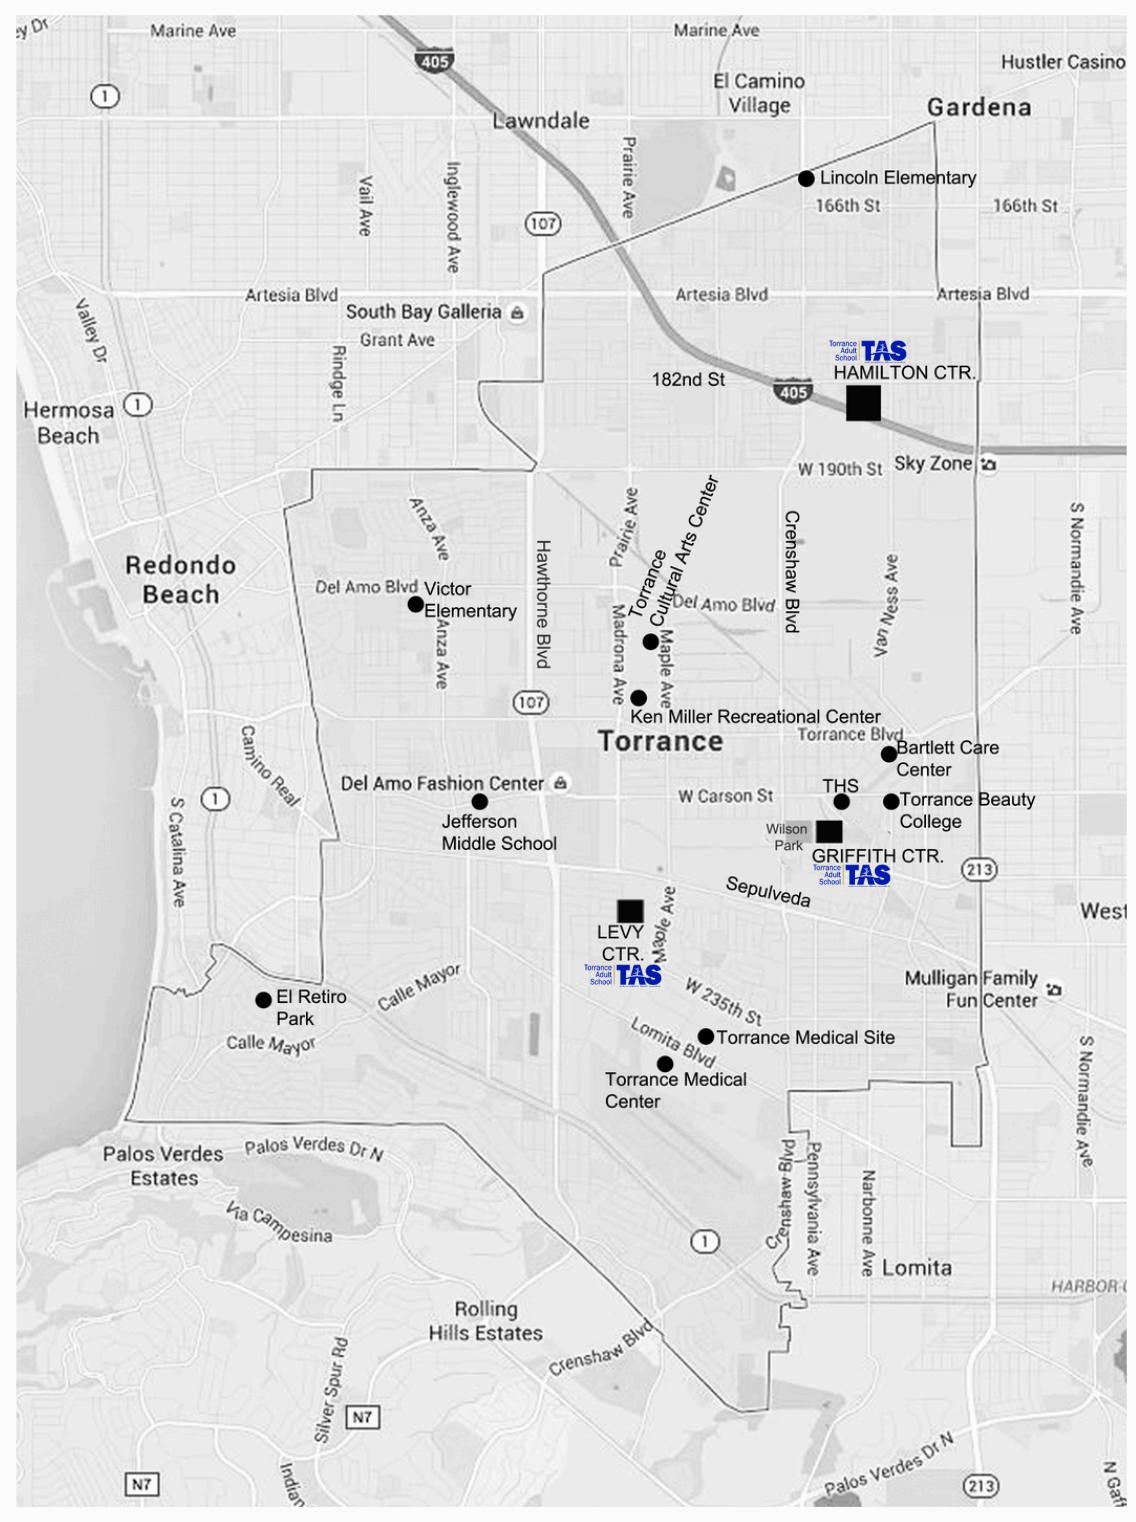 ey Dr
Marine Ave
Marine Ave
405
Hustler Casino
1
El Camino
Village
Gardena
Lawndale
Prairie Ave
Inglewood Ave
Vail Ave
Lincoln Elementary
166th St
166th St
107
Artesia Blvd
Artesia Blvd
Artesia Blvd
South Bay Galleria
Valley Dr
Grant Ave
Rindge Ln
Torrance
Adult
School
TAS
HAMILTON CTR.
182nd St
405
Hermosa
Beach
1
W 190th St
Sky Zone
Anza Ave
Prairie Ave
Torrance
Cultural Arts Center
Crenshaw Blvd
S Normandie Ave
Redondo
Beach
Hawthorne Blvd
Van Ness Ave
Del Amo Blvd
Victor
Elementary
Del Amo Blvd
Anza Ave
Madrona Ave
Maple Ave
107
Ken Miller Recreational Center
Torrance
Torrance Blvd
Camino Real
Bartlett Care
Center
Del Amo Fashion Center
W Carson St
THS
1
S Catalina Ave
Jefferson
Middle School
Torrance Beauty
College
Wilson
Park
GRIFFITH CTR.
Torrance
Adult
School
TAS
213
Sepulveda
Maple Ave
West
LEVY
CTR.
Torrance
Adult
School
TAS
Calle Mayor
Mulligan Family
Fun Center
El Retiro
Park
W 235th St
Calle Mayor
Lomita Blvd
Torrance Medical Site
Torrance Medical
Center
S Normandie Ave
Palos Verdes
Estates
Palos Verdes Dr N
Crenshaw Blvd
Pennsylvania Ave
Narbonne Ave
Via Campesina
1
Lomita
HARBOR C
Rolling
Hills Estates
Crenshaw Blvd
Silver Spur Rd
N7
Palos Verdes Dr N
N7
Indian
213
N Gaff